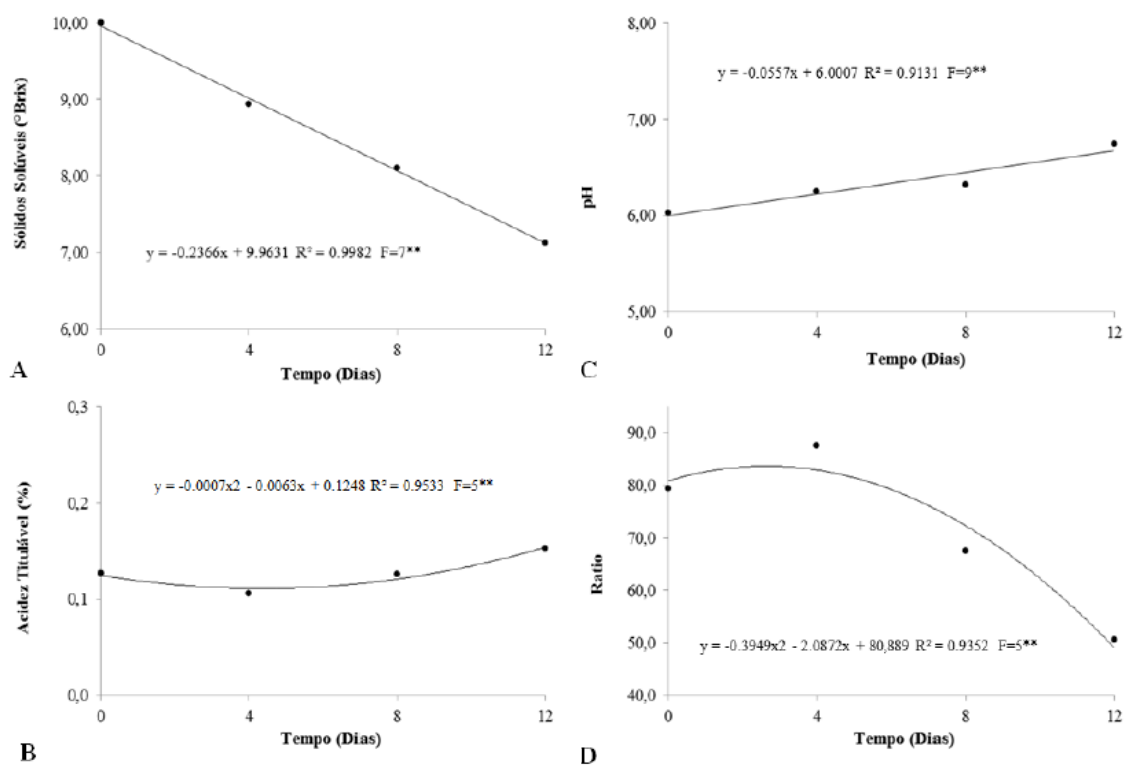 10,00
9,00
8,00
7,00
6,00
Sólidos Solúveis (ºBrix)
y = -0.2366x + 9.9631 R² = 0.9982 F=7**
0 4 8 12
Tempo (Dias)
A
8,00
7,00
6,00
5,00
pH
y = -0.0557x + 6.0007 R² = 0.9131 F=9**
0 4 8 12
Tempo (Dias)
C
0,3
0,2
0,1
0,0
Acidez Titulável (%)
y = -0.0007x2 - 0.0063x + 0.1248 R² = 0.9533 F=5**
0 4 8 12
Tempo (Dias)
B
90,0
80,0
70,0
60,0
50,0
40,0
Ratio
y = -0.3949x2 - 2.0872x + 80,889 R² = 0.9352 F=5**
0 4 8 12
Tempo (Dias)
D